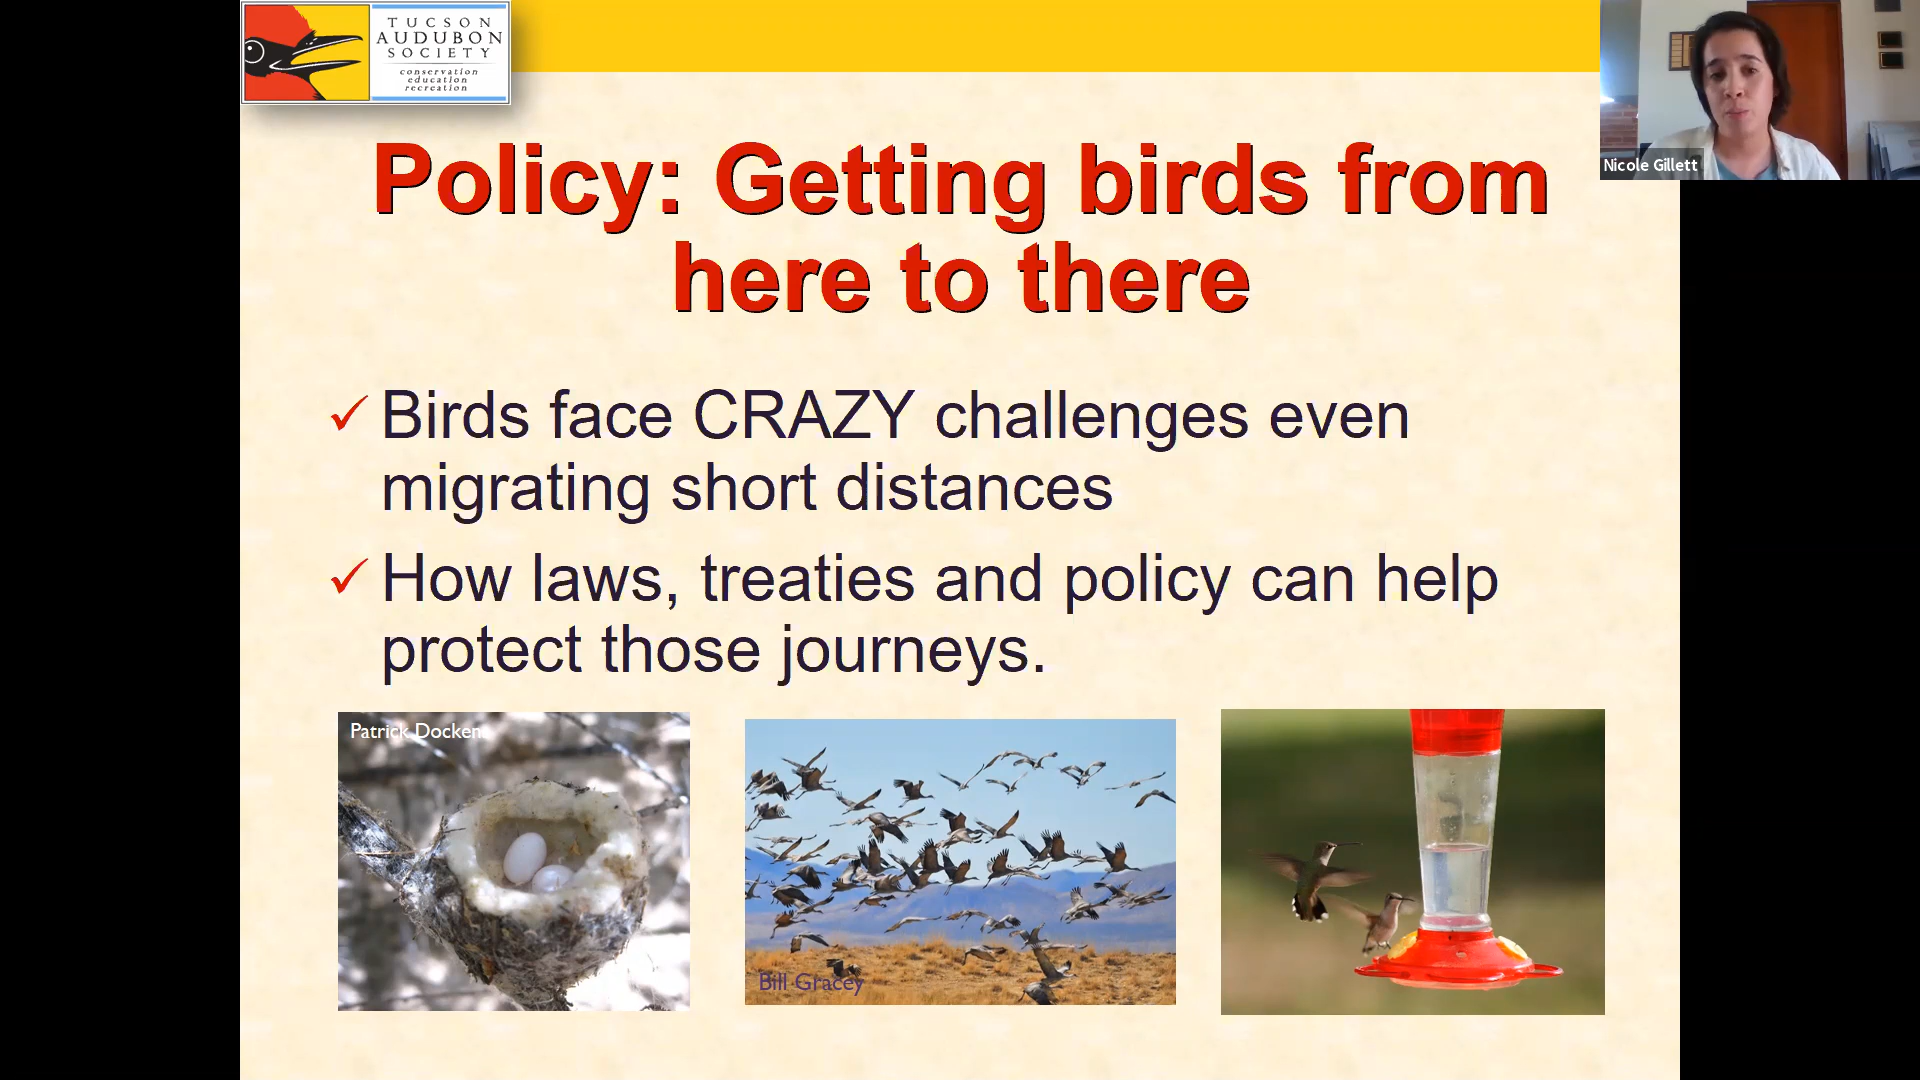 TUCSON
AUDUBON
SOCIETY
conservation
education
recreation
Nicole Gillett
Policy: Getting birds from
here to there
✓ Birds face CRAZY challenges even
migrating short distances
✓ How laws, treaties and policy can help
protect those journeys.
Patrick Dockens
Bill Gracey